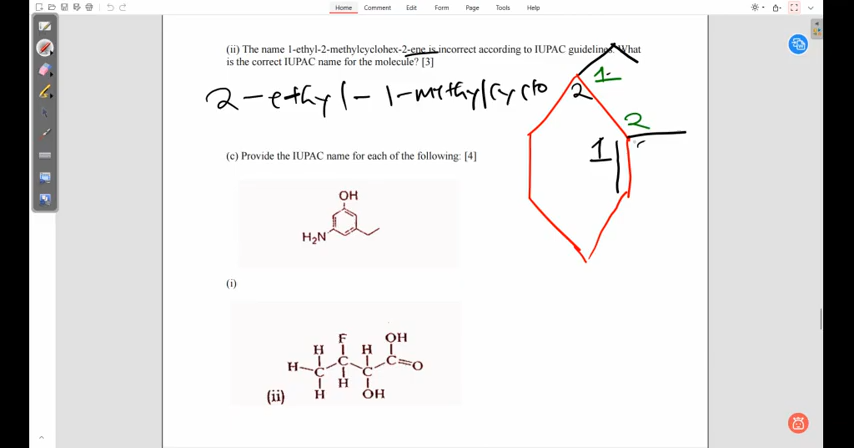 Home Comment Edit Form Page Tools Help
(ii) The name 1-ethyl-2-methylcyclohex-2-ene is incorrect according to IUPAC guidelines. What
is the correct IUPAC name for the molecule? [3]
1
2
2 - ethyl - 1 - methylcyclo
2
1
(c) Provide the IUPAC name for each of the following: [4]
OH
H2N
(i)
F OH
H H
H C C C C O
H
H OH
(ii)